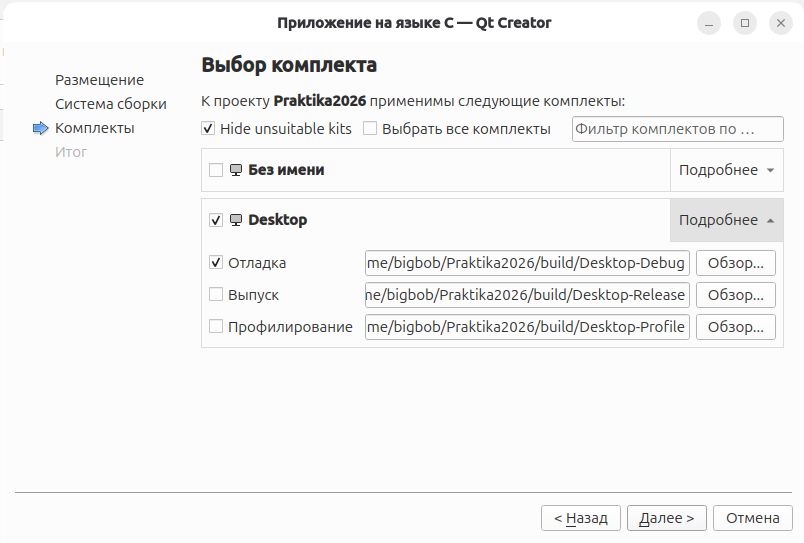 Приложение на языке C — Qt Creator
Выбор комплекта
Размещение
Система сборки
Комплекты
Итог
К проекту Praktika2026 применимы следующие комплекты:
Hide unsuitable kits Выбрать все комплекты Фильтр комплектов по ...
Без имени Подробнее
Desktop Подробнее
Отладка me/bigbob/Praktika2026/build/Desktop-Debug Обзор...
Выпуск me/bigbob/Praktika2026/build/Desktop-Release Обзор...
Профилирование me/bigbob/Praktika2026/build/Desktop-Profile Обзор...
< Назад Далее > Отмена